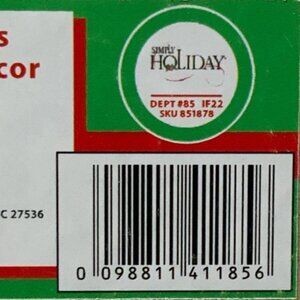 s
cor
SIMPLY
HOLIDAY
DEPT #85 IF22
SKU 851878
C 27536
0 098811 411856